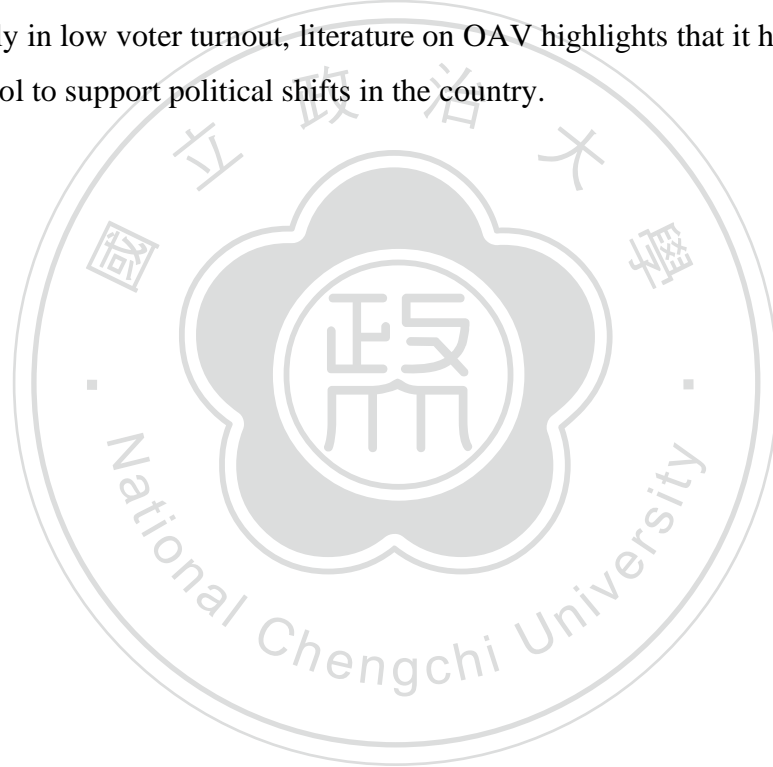 ly in low voter turnout, literature on OAV highlights that it h
ol to support political shifts in the country.
國立政治大學
政
National Chengchi University